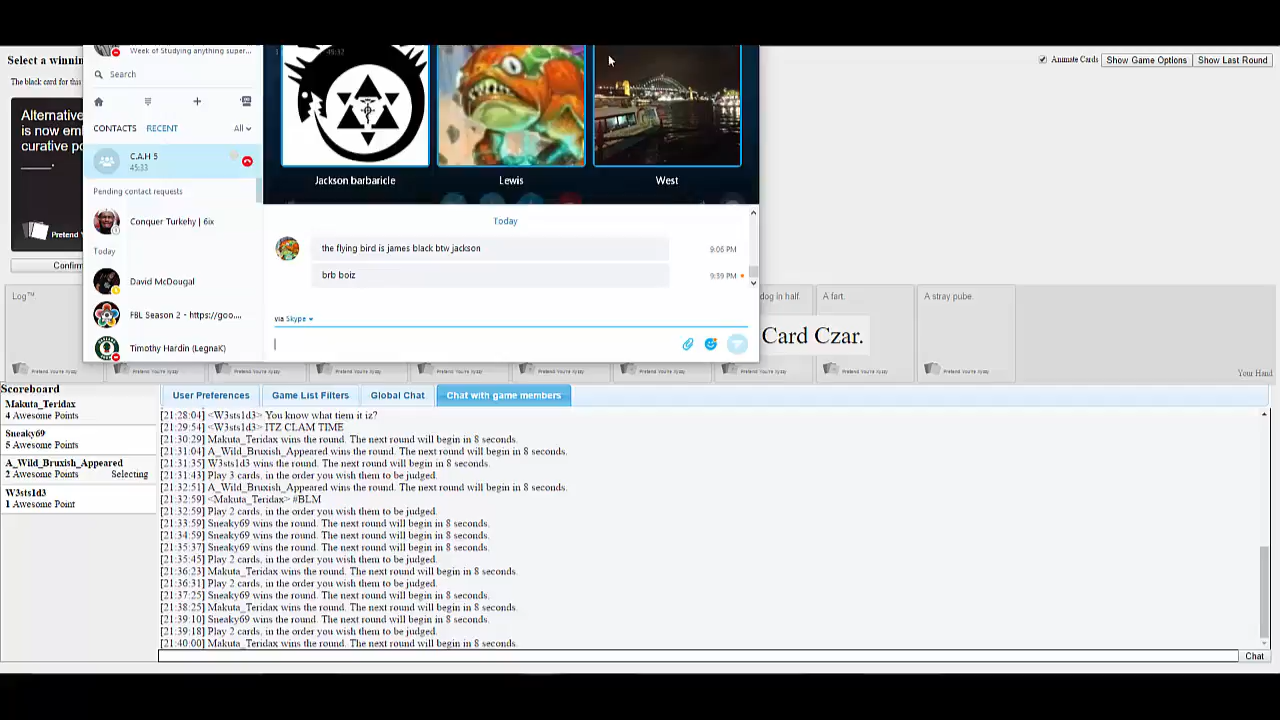 Select a winnin
The black card for this
Alternative
is now em
curative po
____.
Pretend Y
Confirm
Week of Studying anything super...
Search
CONTACTS RECENT All
C.A.H 5
45:33
Pending contact requests
Conquer Turkehy | 6ix
Today
David McDougal
FBL Season 2 - https://goo....
Timothy Hardin (LegnaK)
45:32
Jackson barbaricle Lewis West
Today
the flying bird is james black btw jackson 9:06 PM
brb boiz 9:39 PM
via Skype
Animate Cards Show Game Options Show Last Round
Log™
dog in half.
A fart.
A stray pube.
Card Czar.
Your Hand
Scoreboard
Makuta_Teridax
4 Awesome Points
Sneaky69
5 Awesome Points
A_Wild_Bruxish_Appeared
2 Awesome Points Selecting
W3sts1d3
1 Awesome Point
User Preferences Game List Filters Global Chat Chat with game members
[21:28:04] <W3sts1d3> You know what tiem it iz?
[21:29:54] <W3sts1d3> ITZ CLAM TIME
[21:30:29] Makuta_Teridax wins the round. The next round will begin in 8 seconds.
[21:31:04] A_Wild_Bruxish_Appeared wins the round. The next round will begin in 8 seconds.
[21:31:35] W3sts1d3 wins the round. The next round will begin in 8 seconds.
[21:31:43] Play 3 cards, in the order you wish them to be judged.
[21:32:51] A_Wild_Bruxish_Appeared wins the round. The next round will begin in 8 seconds.
[21:32:59] <Makuta_Teridax> #BLM
[21:32:59] Play 2 cards, in the order you wish them to be judged.
[21:33:59] Sneaky69 wins the round. The next round will begin in 8 seconds.
[21:34:59] Sneaky69 wins the round. The next round will begin in 8 seconds.
[21:35:37] Sneaky69 wins the round. The next round will begin in 8 seconds.
[21:35:45] Play 2 cards, in the order you wish them to be judged.
[21:36:23] Makuta_Teridax wins the round. The next round will begin in 8 seconds.
[21:36:31] Play 2 cards, in the order you wish them to be judged.
[21:37:25] Sneaky69 wins the round. The next round will begin in 8 seconds.
[21:38:25] Makuta_Teridax wins the round. The next round will begin in 8 seconds.
[21:39:10] Sneaky69 wins the round. The next round will begin in 8 seconds.
[21:39:18] Play 2 cards, in the order you wish them to be judged.
[21:40:00] Makuta_Teridax wins the round. The next round will begin in 8 seconds.
Chat